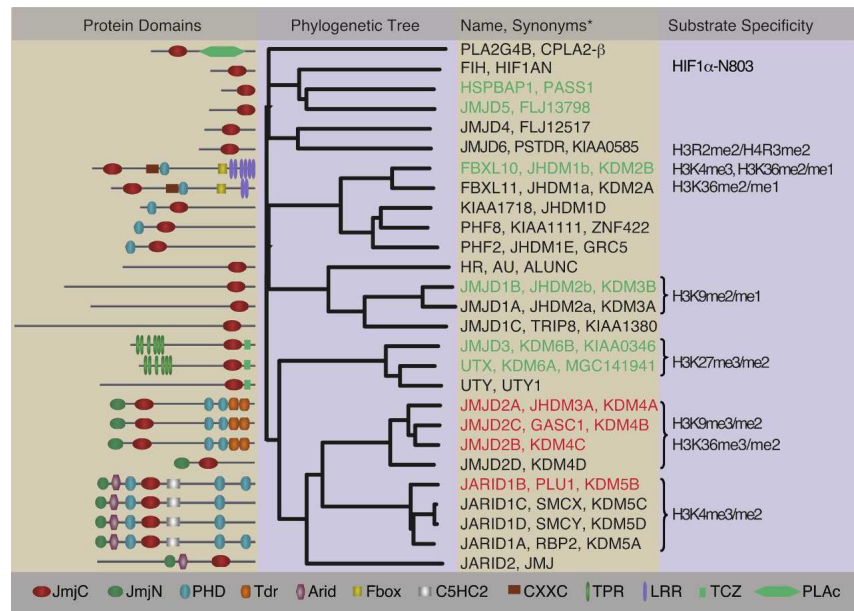 Protein Domains Phylogenetic Tree Name, Synonyms* Substrate Specificity
PLA2G4B, CPLA2-β
FIH, HIF1AN HIF1α-N803
HSPBAP1, PASS1
JMJD5, FLJ13798
JMJD4, FLJ12517
JMJD6, PSTDR, KIAA0585 H3R2me2/H4R3me2
FBXL10, JHDM1b, KDM2B H3K4me3, H3K36me2/me1
FBXL11, JHDM1a, KDM2A H3K36me2/me1
KIAA1718, JHDM1D
PHF8, KIAA1111, ZNF422
PHF2, JHDM1E, GRC5
HR, AU, ALUNC
JMJD1B, JHDM2b, KDM3B
H3K9me2/me1
JMJD1A, JHDM2a, KDM3A
JMJD1C, TRIP8, KIAA1380
JMJD3, KDM6B, KIAA0346
H3K27me3/me2
UTX, KDM6A, MGC141941
UTY, UTY1
JMJD2A, JHDM3A, KDM4A
JMJD2C, GASC1, KDM4B H3K9me3/me2
JMJD2B, KDM4C H3K36me3/me2
JMJD2D, KDM4D
JARID1B, PLU1, KDM5B
JARID1C, SMCX, KDM5C
H3K4me3/me2
JARID1D, SMCY, KDM5D
JARID1A, RBP2, KDM5A
JARID2, JMJ
JmjC JmjN PHD Tdr Arid Fbox C5HC2 CXXC TPR LRR TCZ PLAc